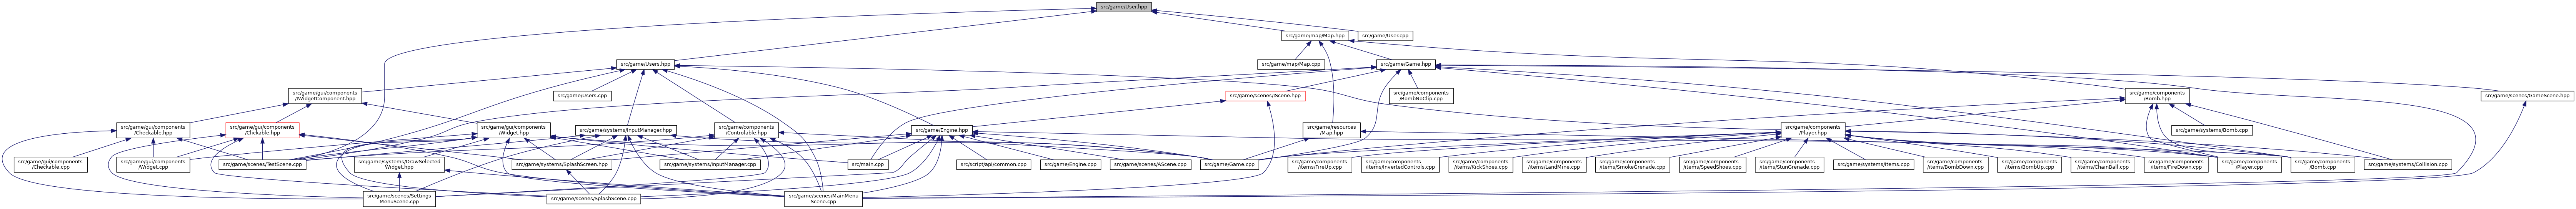 src/game/User.hpp
src/game/map/Map.hpp
src/game/User.cpp
src/game/Users.hpp
src/game/map/Map.cpp
src/game/Game.hpp
src/game/gui/components
/WidgetComponent.hpp
src/game/Users.cpp
src/game/scenes/IScene.hpp
src/game/components
/BombNoClip.cpp
src/game/components
/Bomb.hpp
src/game/scenes/GameScene.hpp
src/game/gui/components
/Checkable.hpp
src/game/gui/components
/Clickable.hpp
src/game/gui/components
/Widget.hpp
src/game/systems/InputManager.hpp
src/game/components
/Controlable.hpp
src/game/Engine.hpp
src/game/resources
/Map.hpp
src/game/components
/Player.hpp
src/game/systems/Bomb.cpp
src/game/gui/components
/Checkable.cpp
src/game/gui/components
/Widget.cpp
src/game/scenes/TestScene.cpp
src/game/systems/DrawSelected
Widget.hpp
src/game/systems/SplashScreen.hpp
src/game/systems/InputManager.cpp
src/main.cpp
src/script/api/common.cpp
src/game/Engine.cpp
src/game/scenes/AScene.cpp
src/game/Game.cpp
src/game/components
/items/FireUp.cpp
src/game/components
/items/InvertedControls.cpp
src/game/components
/items/KickShoes.cpp
src/game/components
/items/LandMine.cpp
src/game/components
/items/SmokeGrenade.cpp
src/game/components
/items/SpeedShoes.cpp
src/game/components
/items/StunGrenade.cpp
src/game/systems/Items.cpp
src/game/components
/items/BombDown.cpp
src/game/components
/items/BombUp.cpp
src/game/components
/items/ChainBall.cpp
src/game/components
/items/FireDown.cpp
src/game/components
/Player.cpp
src/game/components
/Bomb.cpp
src/game/systems/Collision.cpp
src/game/scenes/Settings
MenuScene.cpp
src/game/scenes/SplashScene.cpp
src/game/scenes/MainMenu
Scene.cpp